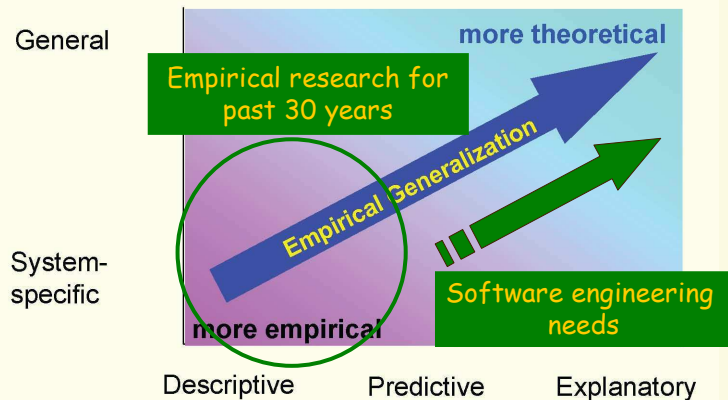 General
more theoretical
Empirical research for
past 30 years
Empirical Generalization
System-
specific
Software engineering
needs
more empirical
Descriptive
Predictive
Explanatory